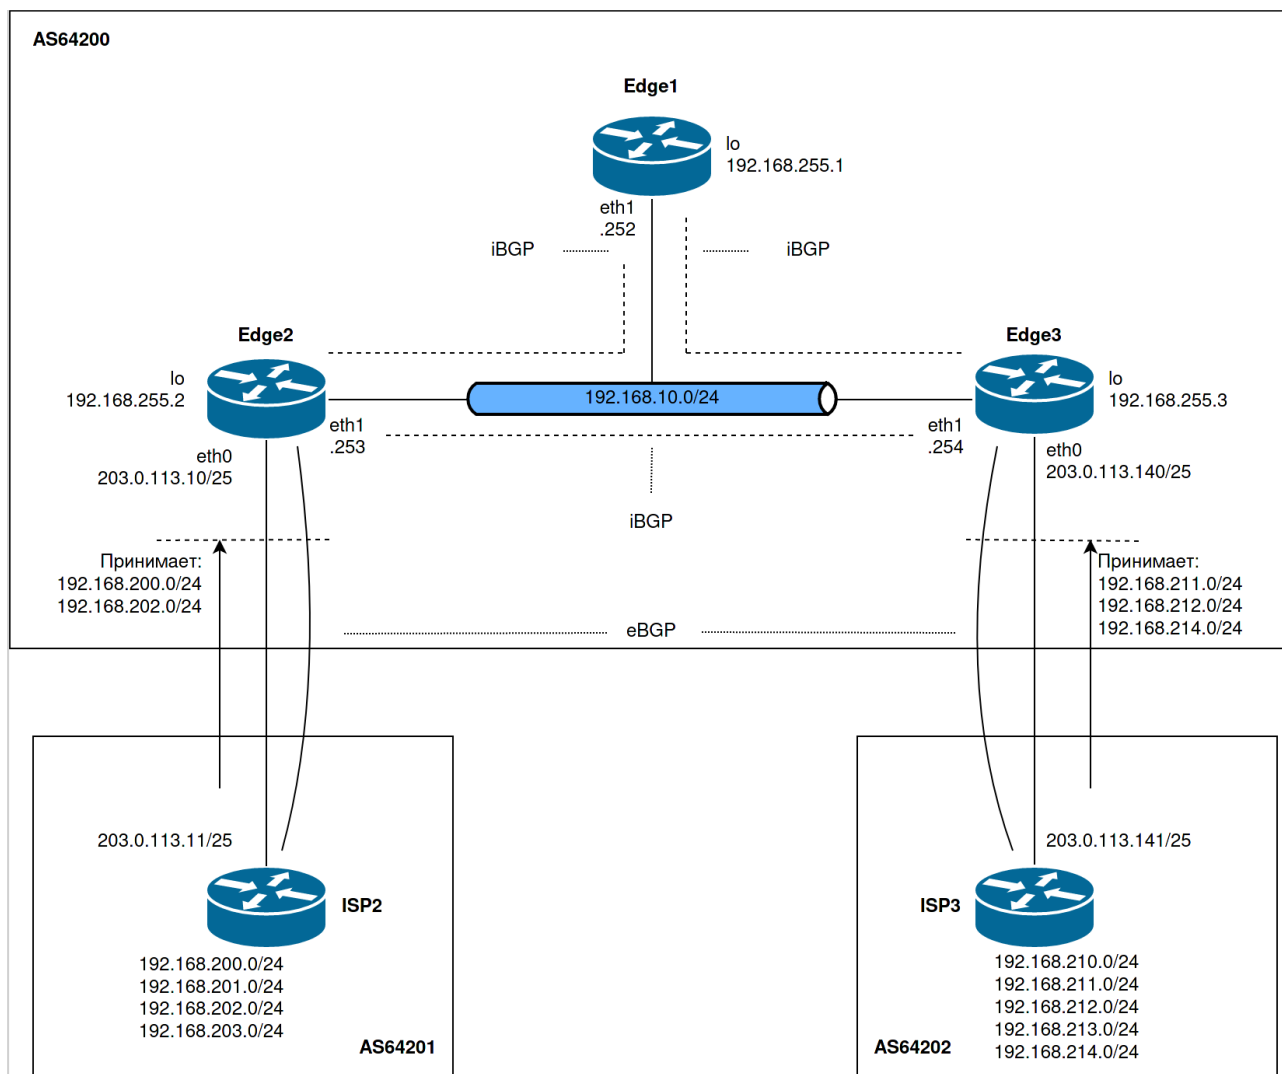 AS64200
Edge1
lo
192.168.255.1
eth1
.252
iBGP
iBGP
Edge2
Edge3
lo
192.168.255.2
192.168.10.0/24
lo
192.168.255.3
eth1
.253
eth1
.254
eth0
203.0.113.10/25
eth0
203.0.113.140/25
iBGP
Принимает:
192.168.200.0/24
192.168.202.0/24
Принимает:
192.168.211.0/24
192.168.212.0/24
192.168.214.0/24
eBGP
203.0.113.11/25
203.0.113.141/25
ISP2
ISP3
192.168.200.0/24
192.168.201.0/24
192.168.202.0/24
192.168.203.0/24
AS64201
192.168.210.0/24
192.168.211.0/24
192.168.212.0/24
192.168.213.0/24
192.168.214.0/24
AS64202